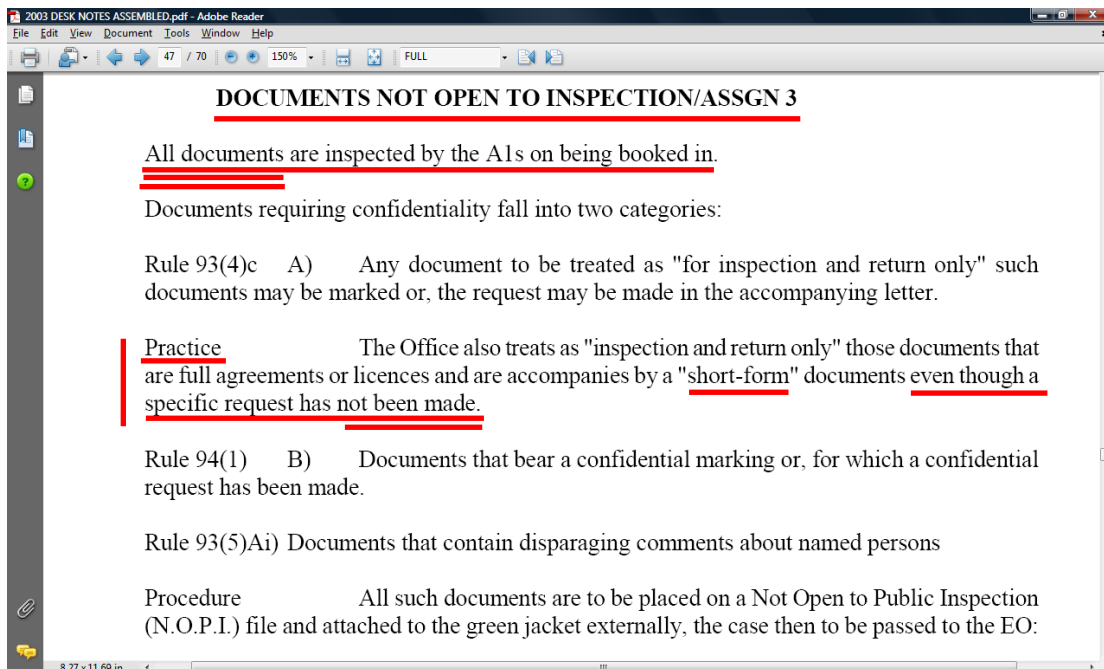 2003 DESK NOTES ASSEMBLED.pdf - Adobe Reader
File Edit View Document Tools Window Help
47 / 70 150% FULL
DOCUMENTS NOT OPEN TO INSPECTION/ASSGN 3
All documents are inspected by the A1s on being booked in.
Documents requiring confidentiality fall into two categories:
Rule 93(4)c A) Any document to be treated as "for inspection and return only" such
documents may be marked or, the request may be made in the accompanying letter.
Practice The Office also treats as "inspection and return only" those documents that
are full agreements or licences and are accompanies by a "short-form" documents even though a
specific request has not been made.
Rule 94(1) B) Documents that bear a confidential marking or, for which a confidential
request has been made.
Rule 93(5)Ai) Documents that contain disparaging comments about named persons
Procedure All such documents are to be placed on a Not Open to Public Inspection
(N.O.P.I.) file and attached to the green jacket externally, the case then to be passed to the EO:
8.27 x 11.69 in